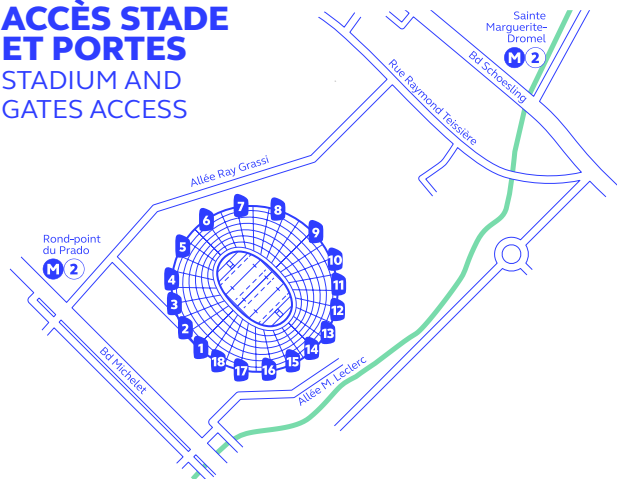 ACCÈS STADE
ET PORTES
STADIUM AND
GATES ACCESS
Sainte
Marguerite-
Dromel
M 2
Bd Schoesling
Rue Raymond Teissière
Allée Ray Grassi
Rond-point
du Prado
M 2
7
8
6
9
5
10
4
11
3
12
2
13
1
14
18
15
17
16
Bd Michelet
Allée M. Leclerc